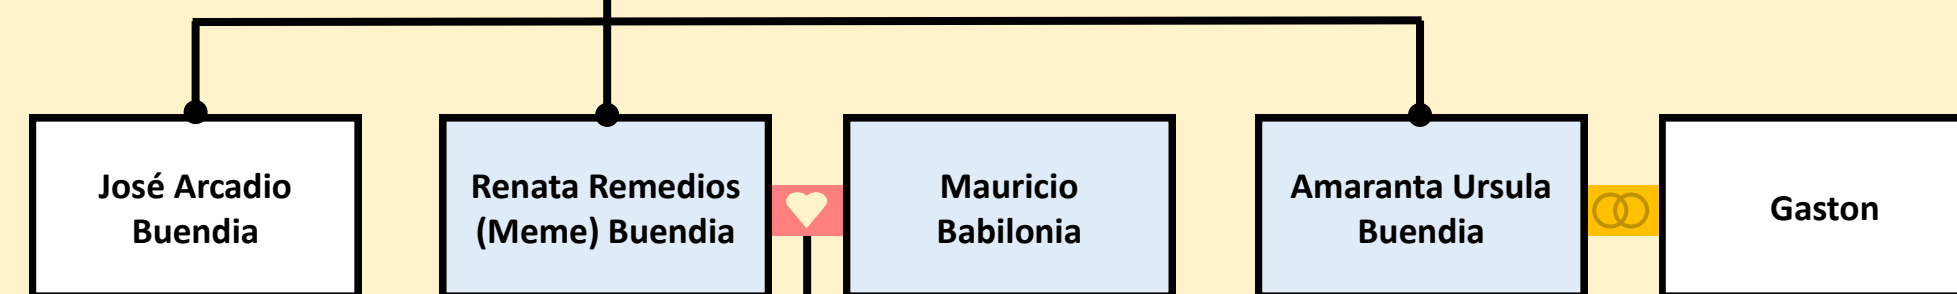 José Arcadio
Buendia
Renata Remedios
(Meme) Buendia
Mauricio
Babilonia
Amaranta Ursula
Buendia
Gaston